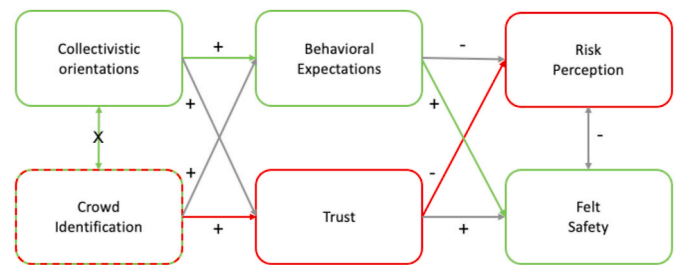 Collectivistic
orientations
+
Behavioral
Expectations
-
Risk
Perception
+
+
X
-
+
-
Crowd
Identification
+
Trust
+
Felt
Safety